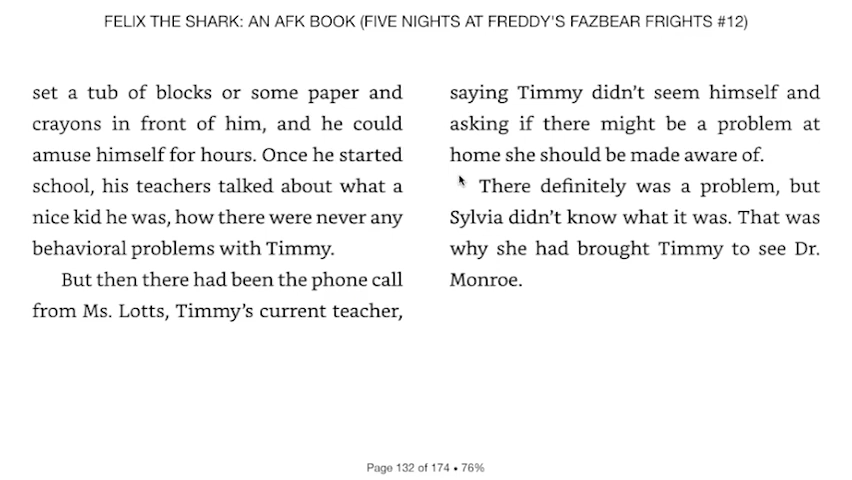 FELIX THE SHARK: AN AFK BOOK (FIVE NIGHTS AT FREDDY'S FAZBEAR FRIGHTS #12)
set a tub of blocks or some paper and
crayons in front of him, and he could
amuse himself for hours. Once he started
school, his teachers talked about what a
nice kid he was, how there were never any
behavioral problems with Timmy.
But then there had been the phone call
from Ms. Lotts, Timmy’s current teacher,
saying Timmy didn’t seem himself and
asking if there might be a problem at
home she should be made aware of.
There definitely was a problem, but
Sylvia didn’t know what it was. That was
why she had brought Timmy to see Dr.
Monroe.
Page 132 of 174 • 76%